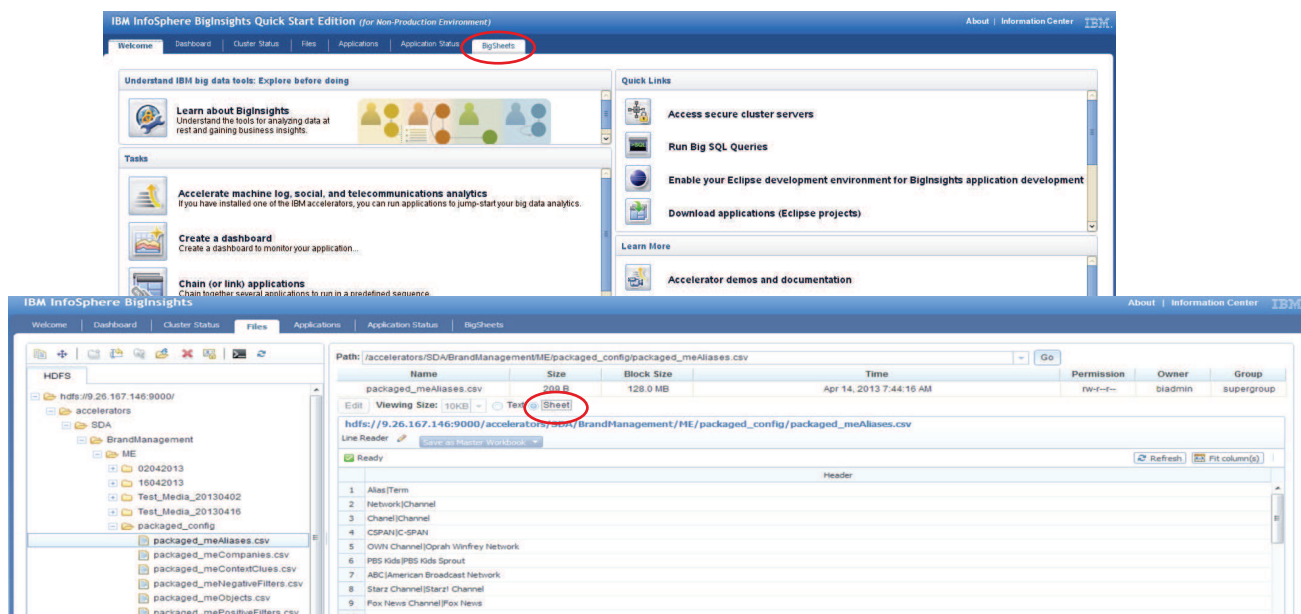 IBM InfoSphere BigInsights Quick Start Edition (for Non-Production Environment)
About | Information Center IBM.
Welcome Dashboard Cluster Status Files Applications Application Status BigSheets
Understand IBM big data tools: Explore before doing
Learn about BigInsights
Understand the tools for analyzing data at
rest and gaining business insights.
Tasks
Accelerate machine log, social, and telecommunications analytics
If you have installed one of the IBM accelerators, you can run applications to jump-start your big data analytics.
Create a dashboard
Create a dashboard to monitor your application...
Chain (or link) applications
Chain together several applications to run in a predefined sequence
Quick Links
Access secure cluster servers
Run Big SQL Queries
Enable your Eclipse development environment for BigInsights application development
Download applications (Eclipse projects)
Learn More
Accelerator demos and documentation
IBM InfoSphere BigInsights
About | Information Center IBM
Welcome Dashboard Cluster Status Files Applications Application Status BigSheets
HDFS
hdfs://9.26.167.146:9000/
accelerators
SDA
BrandManagement
ME
02042013
16042013
Test_Media_20130402
Test_Media_20130416
packaged_config
packaged_meAliases.csv
packaged_meCompanies.csv
packaged_meContextClues.csv
packaged_meNegativeFilters.csv
packaged_meObjects.csv
packaged_mePositiveFilters.csv
Path: /accelerators/SDA/BrandManagement/ME/packaged_config/packaged_meAliases.csv Go
Name Size Block Size Time Permission Owner Group
packaged_meAliases.csv 209 B 128.0 MB Apr 14, 2013 7:44:16 AM rw-r--r-- biadmin supergroup
Edit Viewing Size: 10KB Text Sheet
hdfs://9.26.167.146:9000/accelerators/SDA/BrandManagement/ME/packaged_config/packaged_meAliases.csv
Line Reader Save as Master Workbook
Ready Refresh Fit column(s)
Header
1 Alias|Term
2 Network|Channel
3 Chanel|Channel
4 CSPAN|C-SPAN
5 OWN Channel|Oprah Winfrey Network
6 PBS Kids|PBS Kids Sprout
7 ABC|American Broadcast Network
8 Starz Channel|Starz! Channel
9 Fox News Channel|Fox News